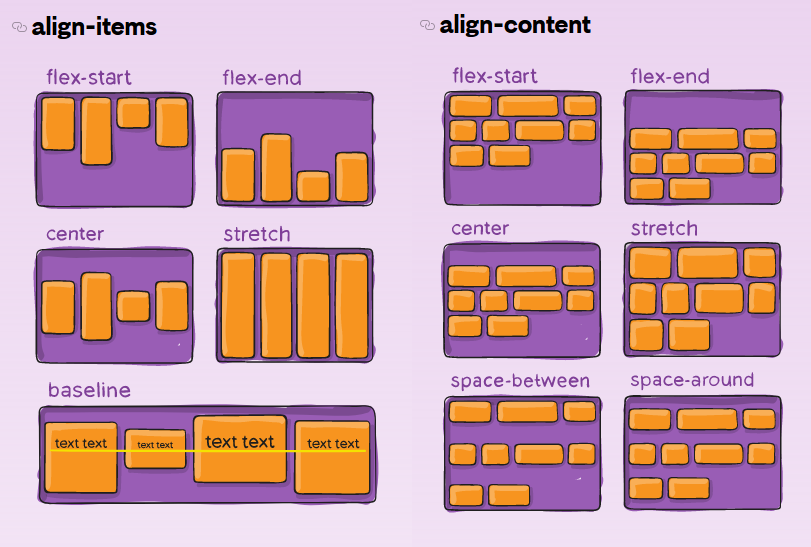 align-items
flex-start
flex-end
center
stretch
baseline
text text
text text
text text
text text
align-content
flex-start
flex-end
center
stretch
space-between
space-around